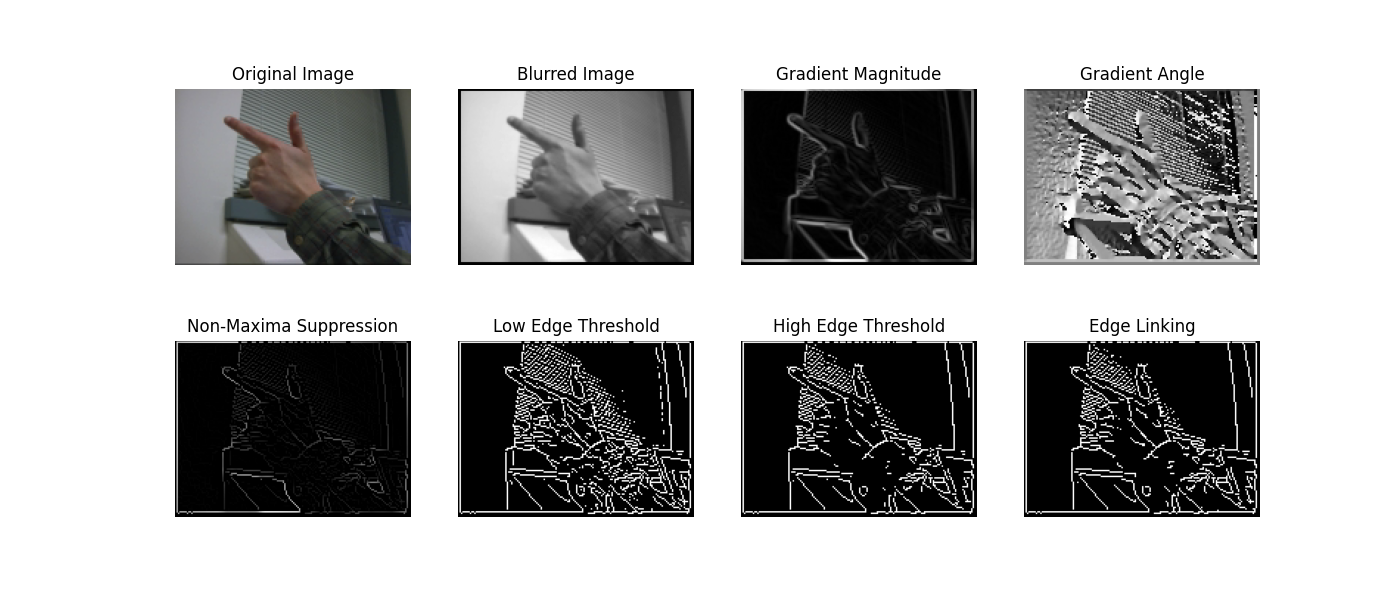 Original Image
Blurred Image
Gradient Magnitude
Gradient Angle
Non-Maxima Suppression
Low Edge Threshold
High Edge Threshold
Edge Linking